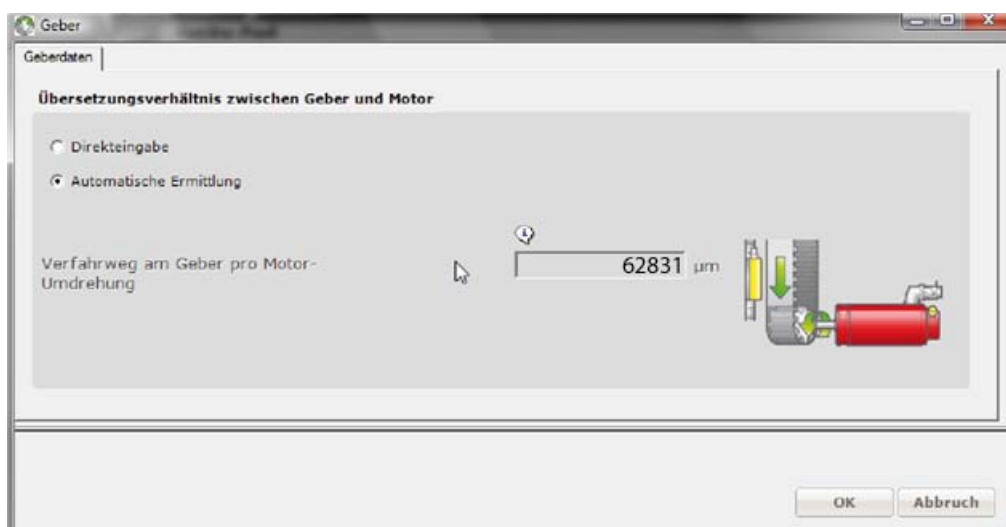 Geber
Geberdaten
Übersetzungsverhältnis zwischen Geber und Motor
Direkteingabe
Automatische Ermittlung
Verfahrweg am Geber pro Motor-
Umdrehung
62831 µm
OK Abbruch